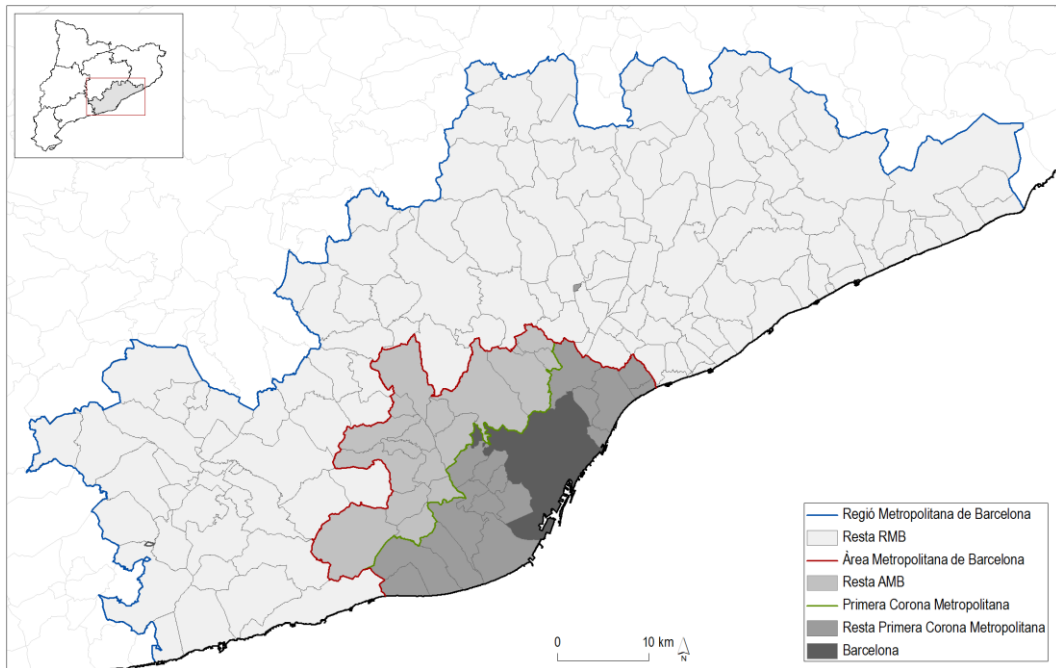 Regió Metropolitana de Barcelona
Resta RMB
Àrea Metropolitana de Barcelona
Resta AMB
Primera Corona Metropolitana
Resta Primera Corona Metropolitana
Barcelona
0 10 km
N